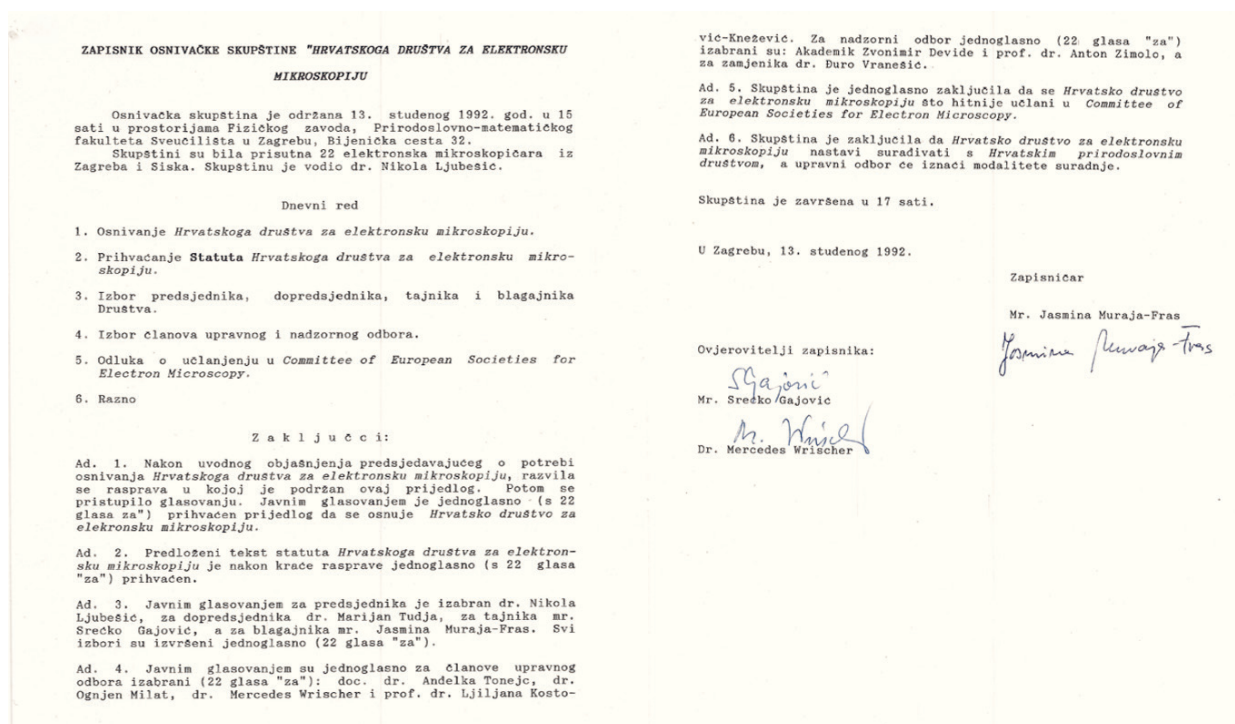 ZAPISNIK OSNIVAČKE SKUPŠTINE "HRVATSKOGA DRUŠTVA ZA ELEKTRONSKU
MIKROSKOPIJU
Osnivačka skupština je održana 13. studenog 1992. god. u 15
sati u prostorijama Fizičkog zavoda, Prirodoslovno-matematičkog
fakulteta Sveučilišta u Zagrebu, Bijenička cesta 32.
Skupštini su bila prisutna 22 elektronska mikroskopičara iz
Zagreba i Siska. Skupštinu je vodio dr. Nikola Ljubešić.
Dnevni red
1. Osnivanje Hrvatskoga društva za elektronsku mikroskopiju.
2. Prihvaćanje Statuta Hrvatskoga društva za elektronsku mikro-
skopiju.
3. Izbor predsjednika, dopredsjednika, tajnika i blagajnika
Društva.
4. Izbor članova upravnog i nadzornog odbora.
5. Odluka o učlanjenju u Committee of European Societies for
Electron Microscopy.
6. Razno
Z a k l j u č c i:
Ad. 1. Nakon uvodnog objašnjenja predsjedavajućeg o potrebi
osnivanja Hrvatskoga društva za elektronsku mikroskopiju, razvila
se rasprava u kojoj je podržan ovaj prijedlog. Potom se
pristupilo glasovanju. Javnim glasovanjem je jednoglasno (s 22
glasa za") prihvaćen prijedlog da se osnuje Hrvatsko društvo za
elekronsku mikroskopiju.
Ad. 2. Predloženi tekst statuta Hrvatskoga društva za elektron-
sku mikroskopiju je nakon kraće rasprave jednoglasno (s 22 glasa
"za") prihvaćen.
Ad. 3. Javnim glasovanjem za predsjednika je izabran dr. Nikola
Ljubešić, za dopredsjednika dr. Marijan Tudja, za tajnika mr.
Srećko Gajović, a za blagajnika mr. Jasmina Muraja-Fras. Svi
izbori su izvršeni jednoglasno (22 glasa "za").
Ad. 4. Javnim glasovanjem su jednoglasno za članove upravnog
odbora izabrani (22 glasa "za"): doc. dr. Anđelka Tonejc, dr.
Ognjen Milat, dr. Mercedes Wrischer i prof. dr. Ljiljana Kosto-
vić-Knežević. Za nadzorni odbor jednoglasno (22 glasa "za")
izabrani su: Akademik Zvonimir Devide i prof. dr. Anton Zimolo, a
za zamjenika dr. Đuro Vranešić.
Ad. 5. Skupština je jednoglasno zaključila da se Hrvatsko društvo
za elektronsku mikroskopiju što hitnije učlani u Committee of
European Societies for Electron Microscopy.
Ad. 6. Skupština je zaključila da Hratsko društvo za elektronsku
mikroskopiju nastavi surađivati s Hrvatskim prirodoslovnim
društvom, a upravni odbor će iznaći modalitete suradnje.
Skupština je završena u 17 sati.
U Zagrebu, 13. studenog 1992.
Zapisničar
Mr. Jasmina Muraja-Fras
Jasmina Muraja-Fras
Ovjerovitelji zapisnika:
SGajović
Mr. Srećko Gajović
M. Wrischer
Dr. Mercedes Wrischer